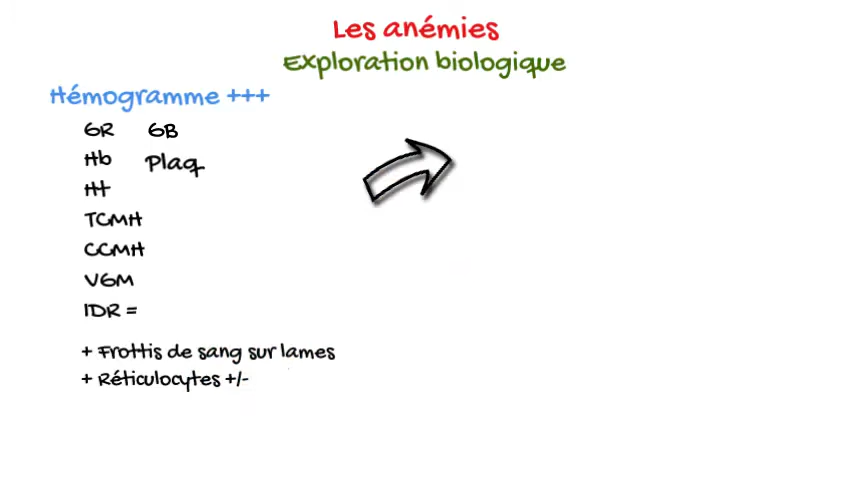 Les anémies
Exploration biologique
Hémogramme +++
GR GB
Hb Plaq
Ht
TCMH
CCMH
VGM
IDR =
+ Frottis de sang sur lames
+ Réticulocytes +/-